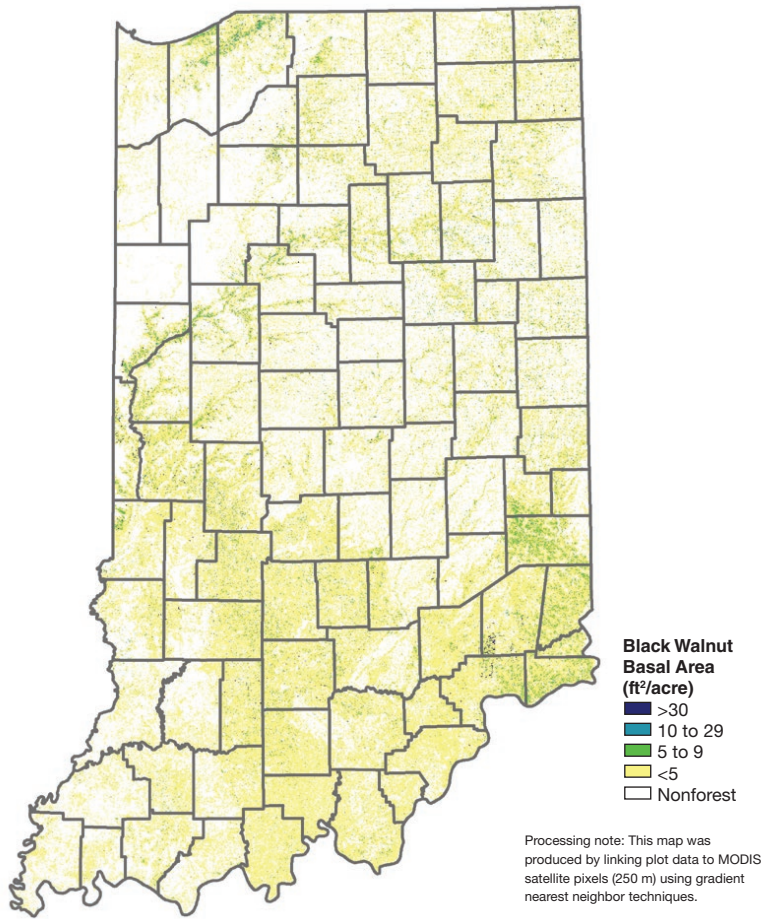 Black Walnut
Basal Area
(ft²/acre)
>30
10 to 29
5 to 9
<5
Nonforest
Processing note: This map was
produced by linking plot data to MODIS
satellite pixels (250 m) using gradient
nearest neighbor techniques.